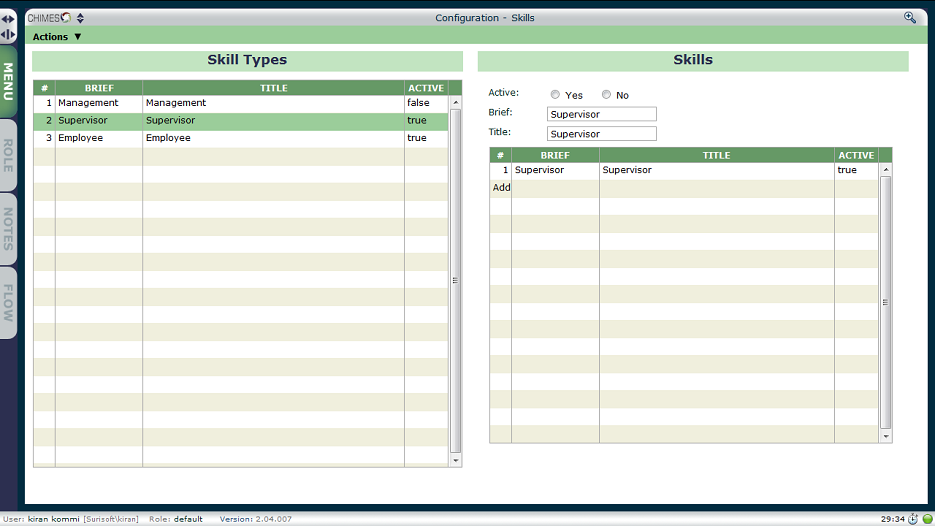 CHIMES
Configuration - Skills
Actions ▼
MENU
ROLE
NOTES
FLOW
Skill Types
# BRIEF TITLE ACTIVE
1 Management Management false
2 Supervisor Supervisor true
3 Employee Employee true
Skills
Active: Yes No
Brief: Supervisor
Title: Supervisor
# BRIEF TITLE ACTIVE
1 Supervisor Supervisor true
Add
User: kiran kommi [Surisoft\kiran] Role: default Version: 2.04.007
29:34